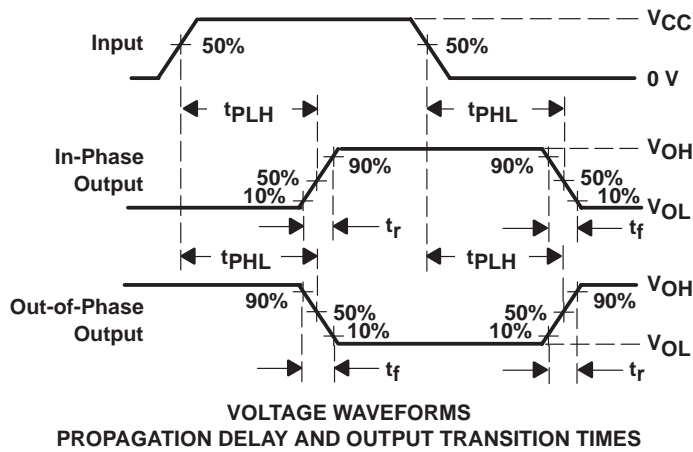 VCC
Input
50%
50%
0 V
tPLH
tPHL
In-Phase
Output
VOH
50%
90%
90%
50%
10%
10%
VOL
tr
tf
tPHL
tPLH
Out-of-Phase
Output
VOH
90%
90%
50%
50%
10%
10%
VOL
tf
tr
VOLTAGE WAVEFORMS
PROPAGATION DELAY AND OUTPUT TRANSITION TIMES